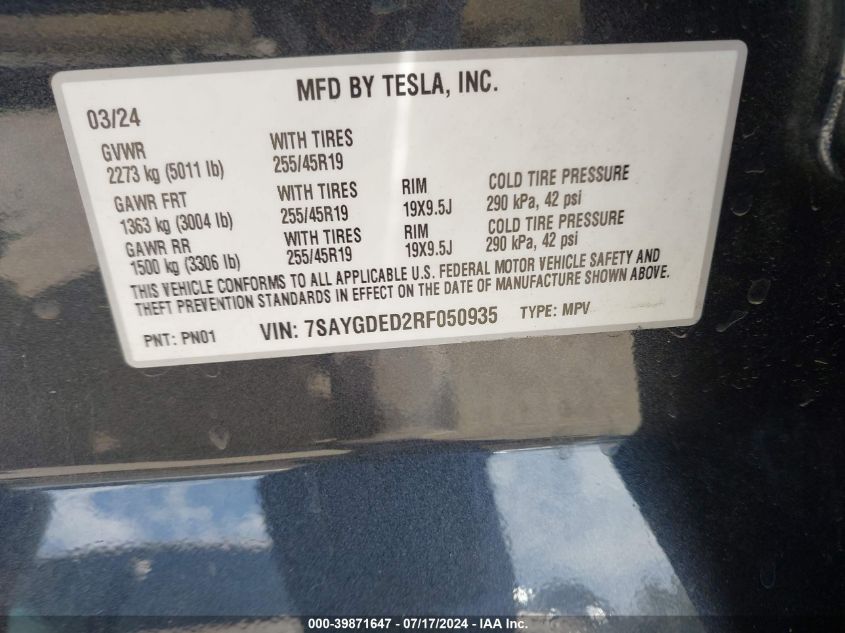 MFD BY TESLA, INC.
03/24
GVWR WITH TIRES
2273 kg (5011 lb) 255/45R19
GAWR FRT WITH TIRES RIM COLD TIRE PRESSURE
1363 kg (3004 lb) 255/45R19 19X9.5J 290 kPa, 42 psi
GAWR RR WITH TIRES RIM COLD TIRE PRESSURE
1500 kg (3306 lb) 255/45R19 19X9.5J 290 kPa, 42 psi
THIS VEHICLE CONFORMS TO ALL APPLICABLE U.S. FEDERAL MOTOR VEHICLE SAFETY AND
THEFT PREVENTION STANDARDS IN EFFECT ON THE DATE OF MANUFACTURE SHOWN ABOVE.
PNT: PN01 VIN: 7SAYGDED2RF050935 TYPE: MPV
000-39871647 / 07/17/2024 - IAA Inc.